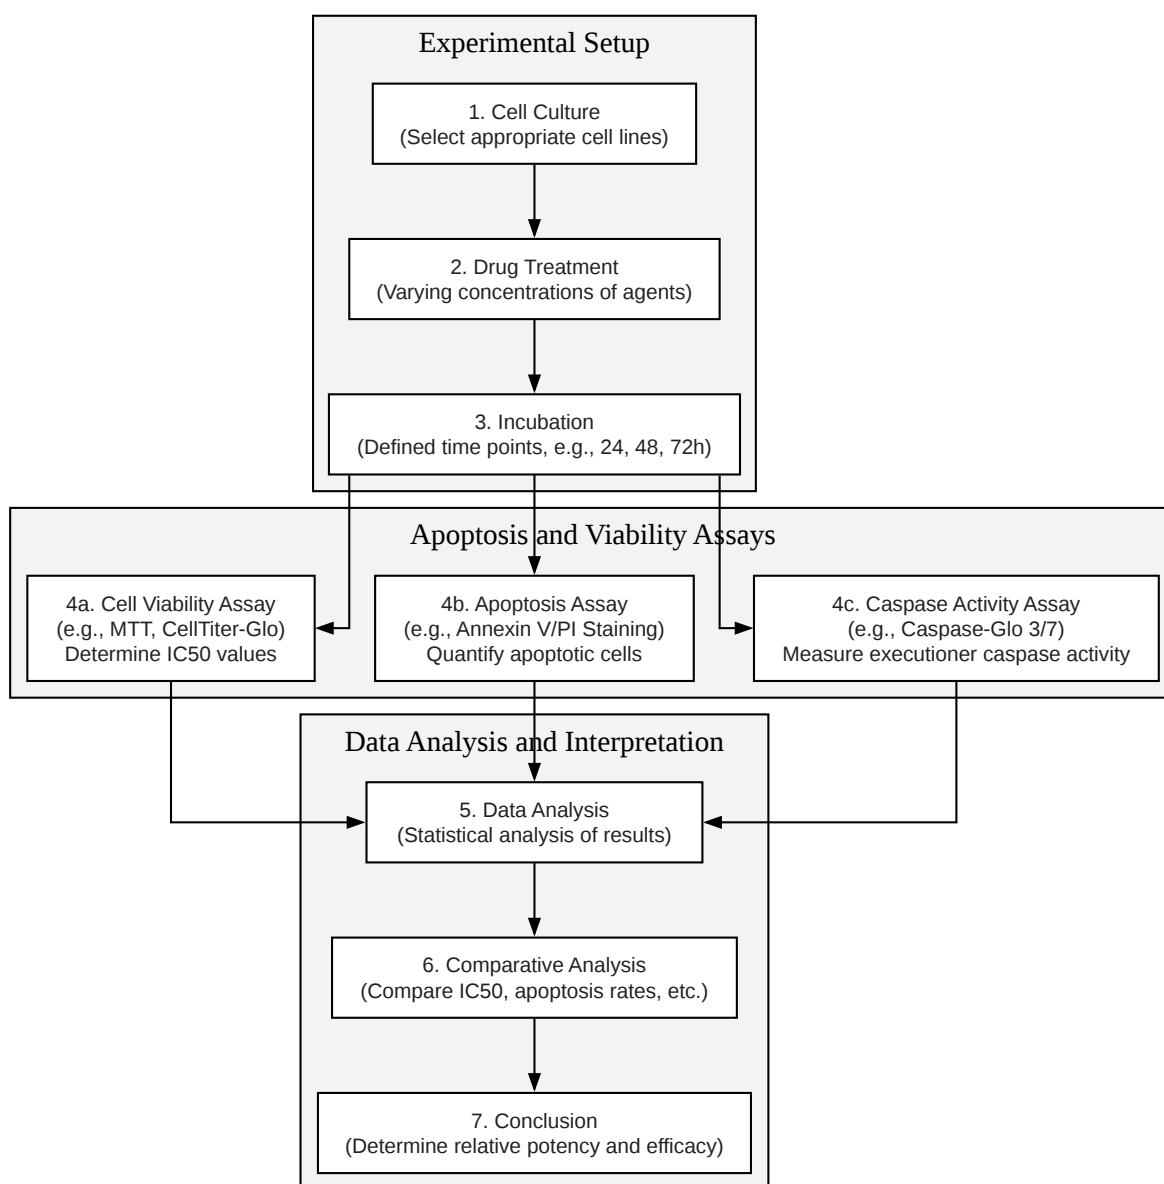 Experimental Setup
1. Cell Culture
(Select appropriate cell lines)
2. Drug Treatment
(Varying concentrations of agents)
3. Incubation
(Defined time points, e.g., 24, 48, 72h)
Apoptosis and Viability Assays
4a. Cell Viability Assay
(e.g., MTT, CellTiter-Glo)
Determine IC50 values
4b. Apoptosis Assay
(e.g., Annexin V/PI Staining)
Quantify apoptotic cells
4c. Caspase Activity Assay
(e.g., Caspase-Glo 3/7)
Measure executioner caspase activity
Data Analysis and Interpretation
5. Data Analysis
(Statistical analysis of results)
6. Comparative Analysis
(Compare IC50, apoptosis rates, etc.)
7. Conclusion
(Determine relative potency and efficacy)